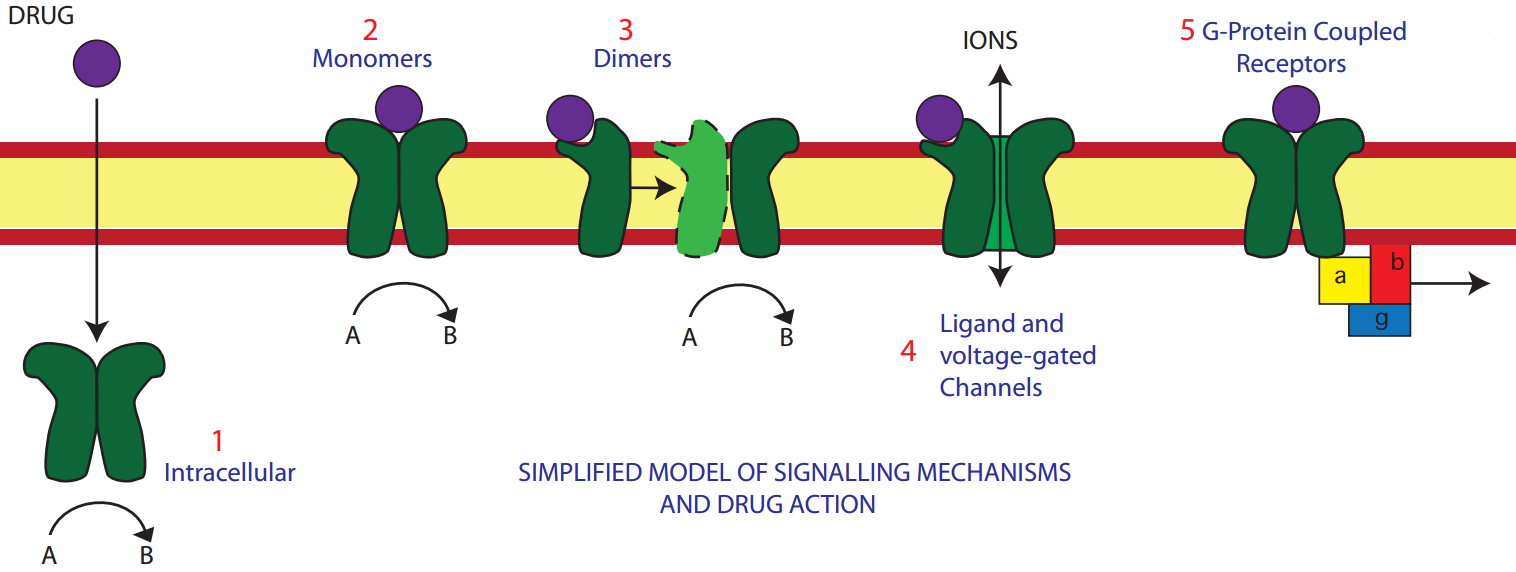 DRUG
2
Monomers
3
Dimers
IONS
5 G-Protein Coupled
Receptors
a
b
g
A
B
A
B
4
Ligand and
voltage-gated
Channels
1
Intracellular
SIMPLIFIED MODEL OF SIGNALLING MECHANISMS
AND DRUG ACTION
A
B